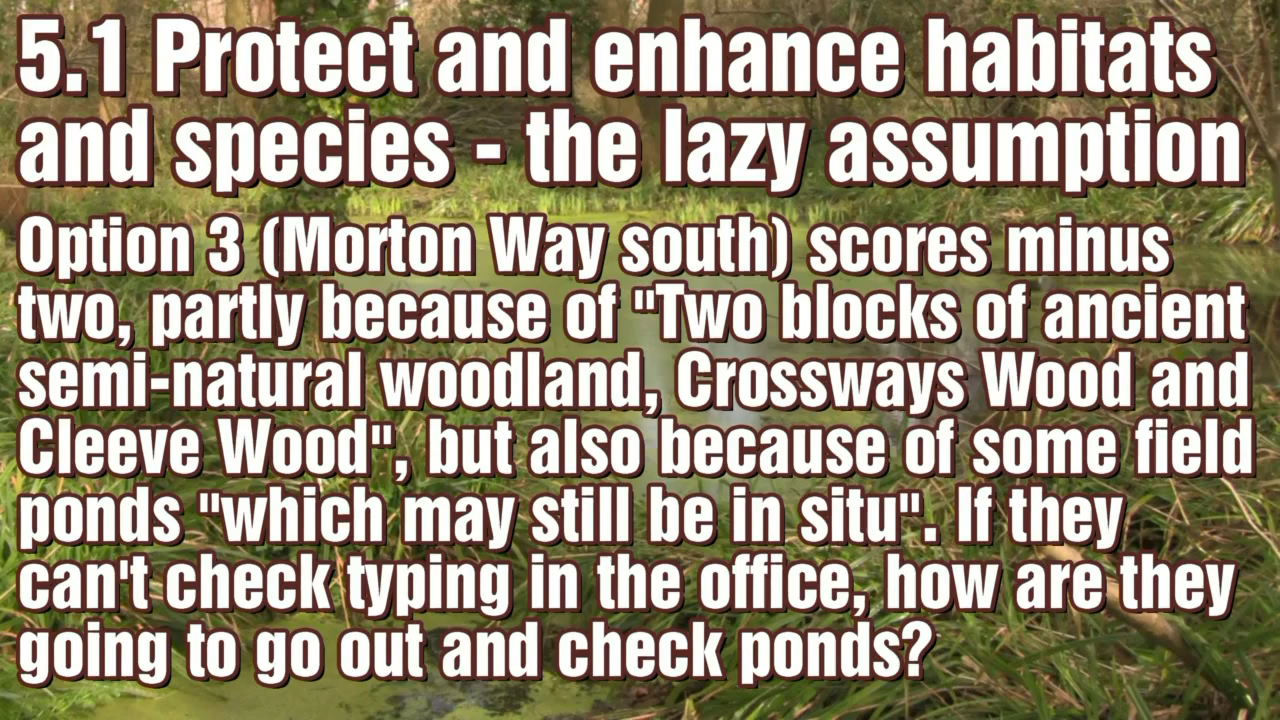 5.1 Protect and enhance habitats
and species - the lazy assumption
Option 3 (Morton Way south) scores minus
two, partly because of "Two blocks of ancient
semi-natural woodland, Crossways Wood and
Cleeve Wood", but also because of some field
ponds "which may still be in situ". If they
can't check typing in the office, how are they
going to go out and check ponds?